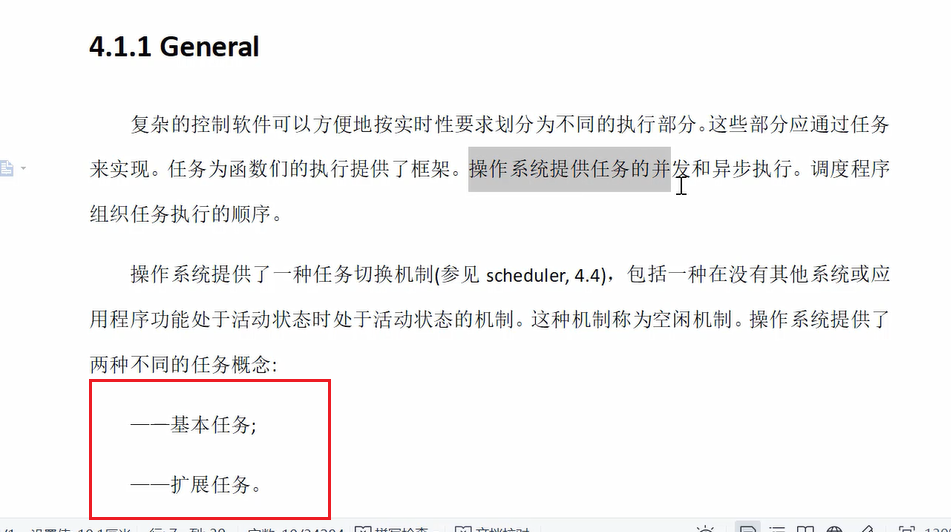 4.1.1 General
复杂的控制软件可以方便地按实时性要求划分为不同的执行部分。这些部分应通过任务
来实现。任务为函数们的执行提供了框架。操作系统提供任务的并发和异步执行。调度程序
组织任务执行的顺序。
操作系统提供了一种任务切换机制(参见 scheduler, 4.4)，包括一种在没有其他系统或应
用程序功能处于活动状态时处于活动状态的机制。这种机制称为空闲机制。操作系统提供了
两种不同的任务概念:
——基本任务;
——扩展任务。